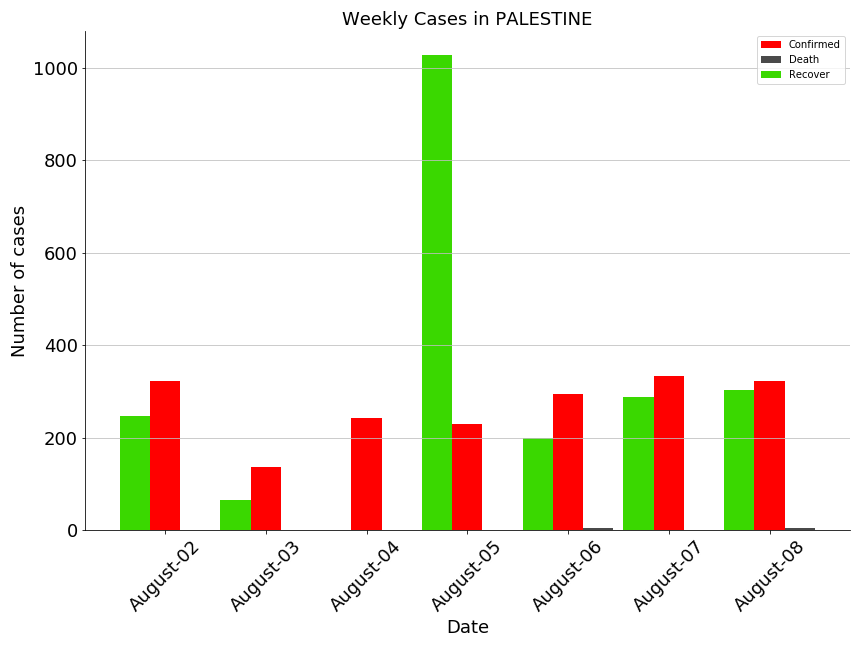 Weekly Cases in PALESTINE
Confirmed
Death
Recover
Number of cases
1000
800
600
400
200
0
August-02
August-03
August-04
August-05
August-06
August-07
August-08
Date